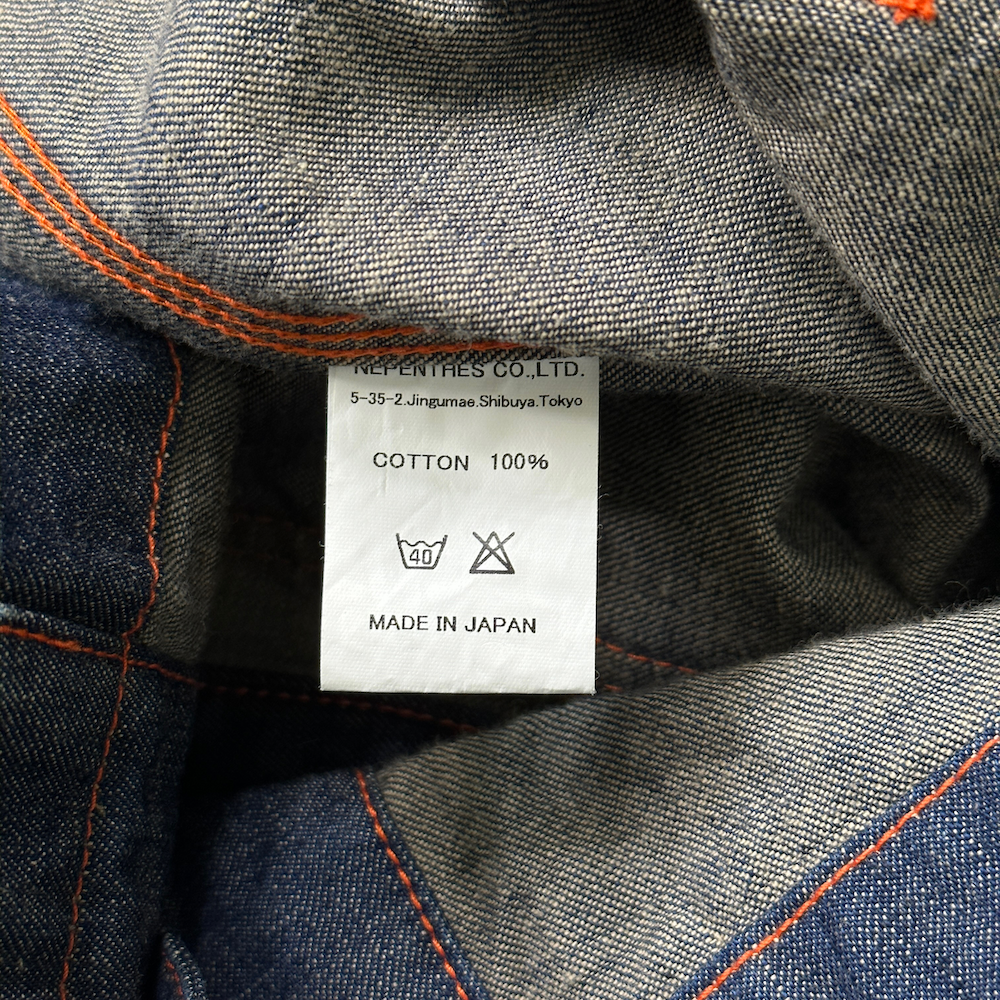 NEPENTHES CO.,LTD.
5-35-2.Jingumae.Shibuya.Tokyo
COTTON 100%
40
MADE IN JAPAN